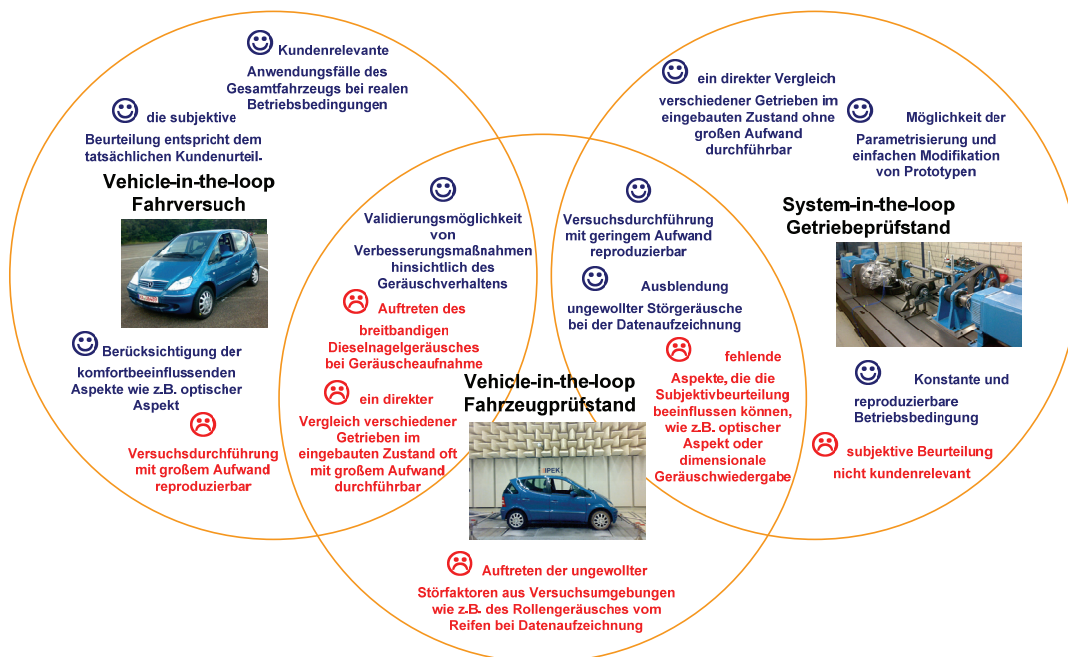 Kundenrelevante
Anwendungsfälle des
Gesamtfahrzeugs bei realen
Betriebsbedingungen
die subjektive
Beurteilung entspricht dem
tatsächlichen Kundenurteil-
Vehicle-in-the-loop
Fahrversuch
Berücksichtigung der
komfortbeeinflussenden
Aspekte wie z.B. optischer
Aspekt
Versuchsdurchführung
mit großem Aufwand
reproduzierbar
Validierungsmöglichkeit
von
Verbesserungsmaßnahmen
hinsichtlich des
Geräuschverhaltens
Auftreten des
breitbandigen
Dieselnagelgeräusches
bei Geräuscheaufnahme
ein direkter
Vergleich verschiedener
Getrieben im
eingebauten Zustand oft
mit großem Aufwand
durchführbar
Vehicle-in-the-loop
Fahrzeugprüfstand
IPEK
Auftreten der ungewollter
Störfaktoren aus Versuchsumgebungen
wie z.B. des Rollengeräusches vom
Reifen bei Datenaufzeichnung
Versuchsdurchführung
mit geringem Aufwand
reproduzierbar
Ausblendung
ungewollter Störgeräusche
bei der Datenaufzeichnung
fehlende
Aspekte, die die
Subjektivbeurteilung
beeinflussen können,
wie z.B. optischer
Aspekt oder
dimensionale
Geräuschwiedergabe
ein direkter Vergleich
verschiedener Getrieben im
eingebauten Zustand ohne
großen Aufwand
durchführbar
Möglichkeit der
Parametrisierung und
einfachen Modifikation
von Prototypen
System-in-the-loop
Getriebeprüfstand
Konstante und
reproduzierbare
Betriebsbedingung
subjektive Beurteilung
nicht kundenrelevant